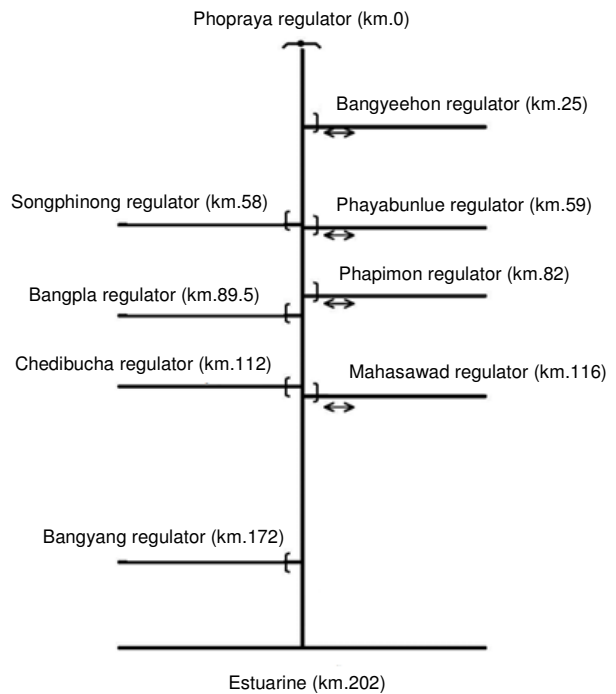 Phopraya regulator (km.0)
Bangyeehon regulator (km.25)
Songphinong regulator (km.58)
Phayabunlue regulator (km.59)
Phapimon regulator (km.82)
Bangpla regulator (km.89.5)
Chedibucha regulator (km.112)
Mahasawad regulator (km.116)
Bangyang regulator (km.172)
Estuarine (km.202)